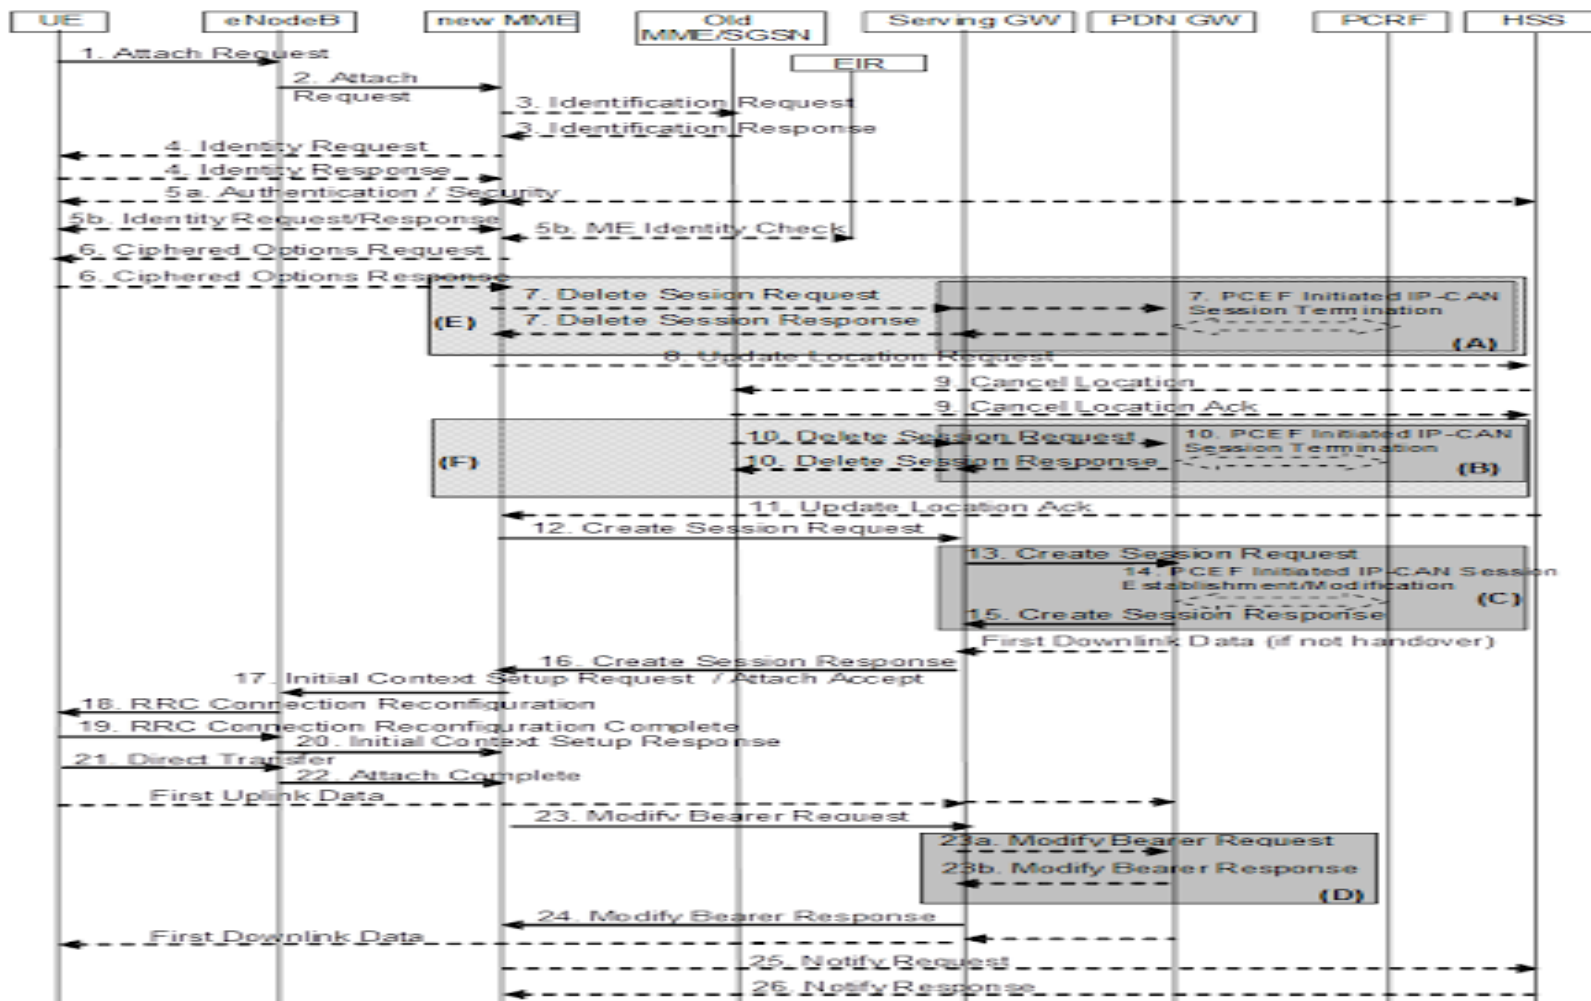 UE
eNodeB
new MME
Old
MME/SGSN
Serving GW
PDN GW
PCRF
HSS
EIR
1. Attach Request
2. Attach
Request
3. Identification Request
3. Identification Response
4. Identity Request
4. Identity Response
5a. Authentication / Security
5b. Identity Request/Response
5b. ME Identity Check
6. Ciphered Options Request
6. Ciphered Options Response
7. Delete Sesion Request
7. PCEF Initiated IP-CAN
Session Termination
(E)
7. Delete Session Response
(A)
8. Update Location Request
9. Cancel Location
9. Cancel Location Ack
10. Delete Session Request
10. PCEF Initiated IP-CAN
Session Termination
(F)
10. Delete Session Response
(B)
11. Update Location Ack
12. Create Session Request
13. Create Session Request
14. PCEF Initiated IP-CAN Session
Establishment/Modification
(C)
15. Create Session Response
First Downlink Data (if not handover)
16. Create Session Response
17. Initial Context Setup Request / Attach Accept
18. RRC Connection Reconfiguration
19. RRC Connection Reconfiguration Complete
20. Initial Context Setup Response
21. Direct Transfer
22. Attach Complete
First Uplink Data
23. Modify Bearer Request
23a. Modify Bearer Request
23b. Modify Bearer Response
(D)
24. Modify Bearer Response
First Downlink Data
25. Notify Request
26. Notify Response